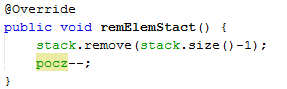 @Override
public void remElemStact() {
    stack.remove(stack.size()-1);
    pocz--;
}